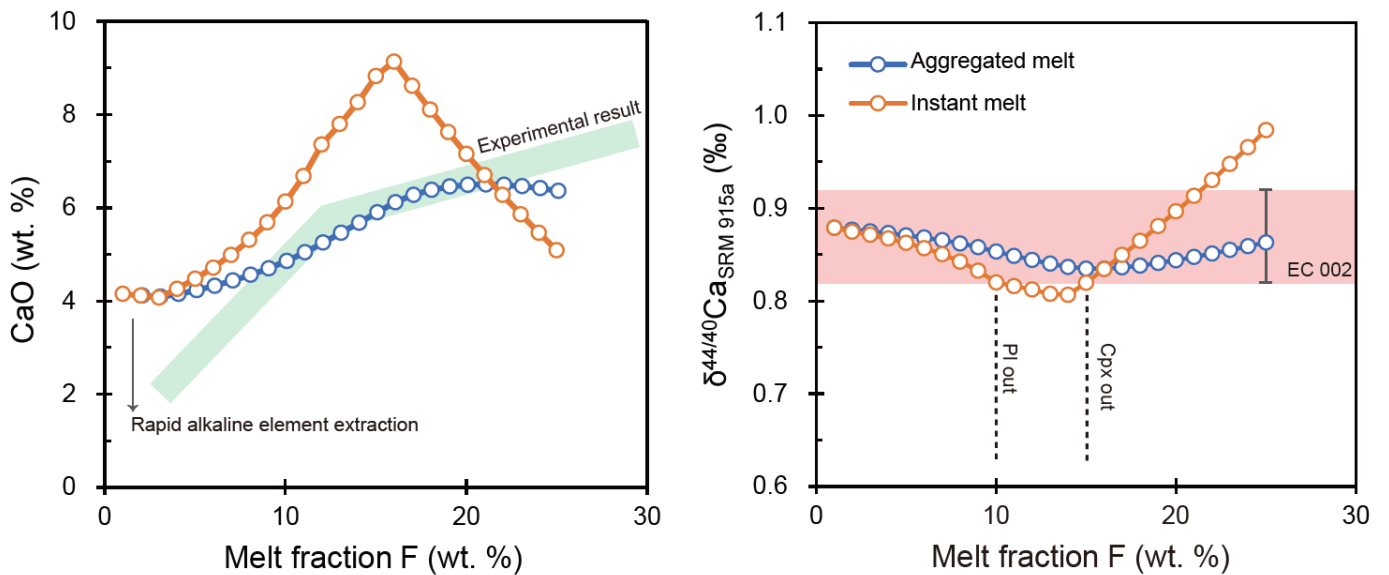 10
8
6
4
2
0
0
10
20
30
CaO (wt. %)
Melt fraction F (wt. %)
Experimental result
Rapid alkaline element extraction
1.1
1.0
0.9
0.8
0.7
0.6
0
10
20
30
δ44/40Ca SRM 915a (‰)
Melt fraction F (wt. %)
Aggregated melt
Instant melt
EC 002
Pl out
Cpx out